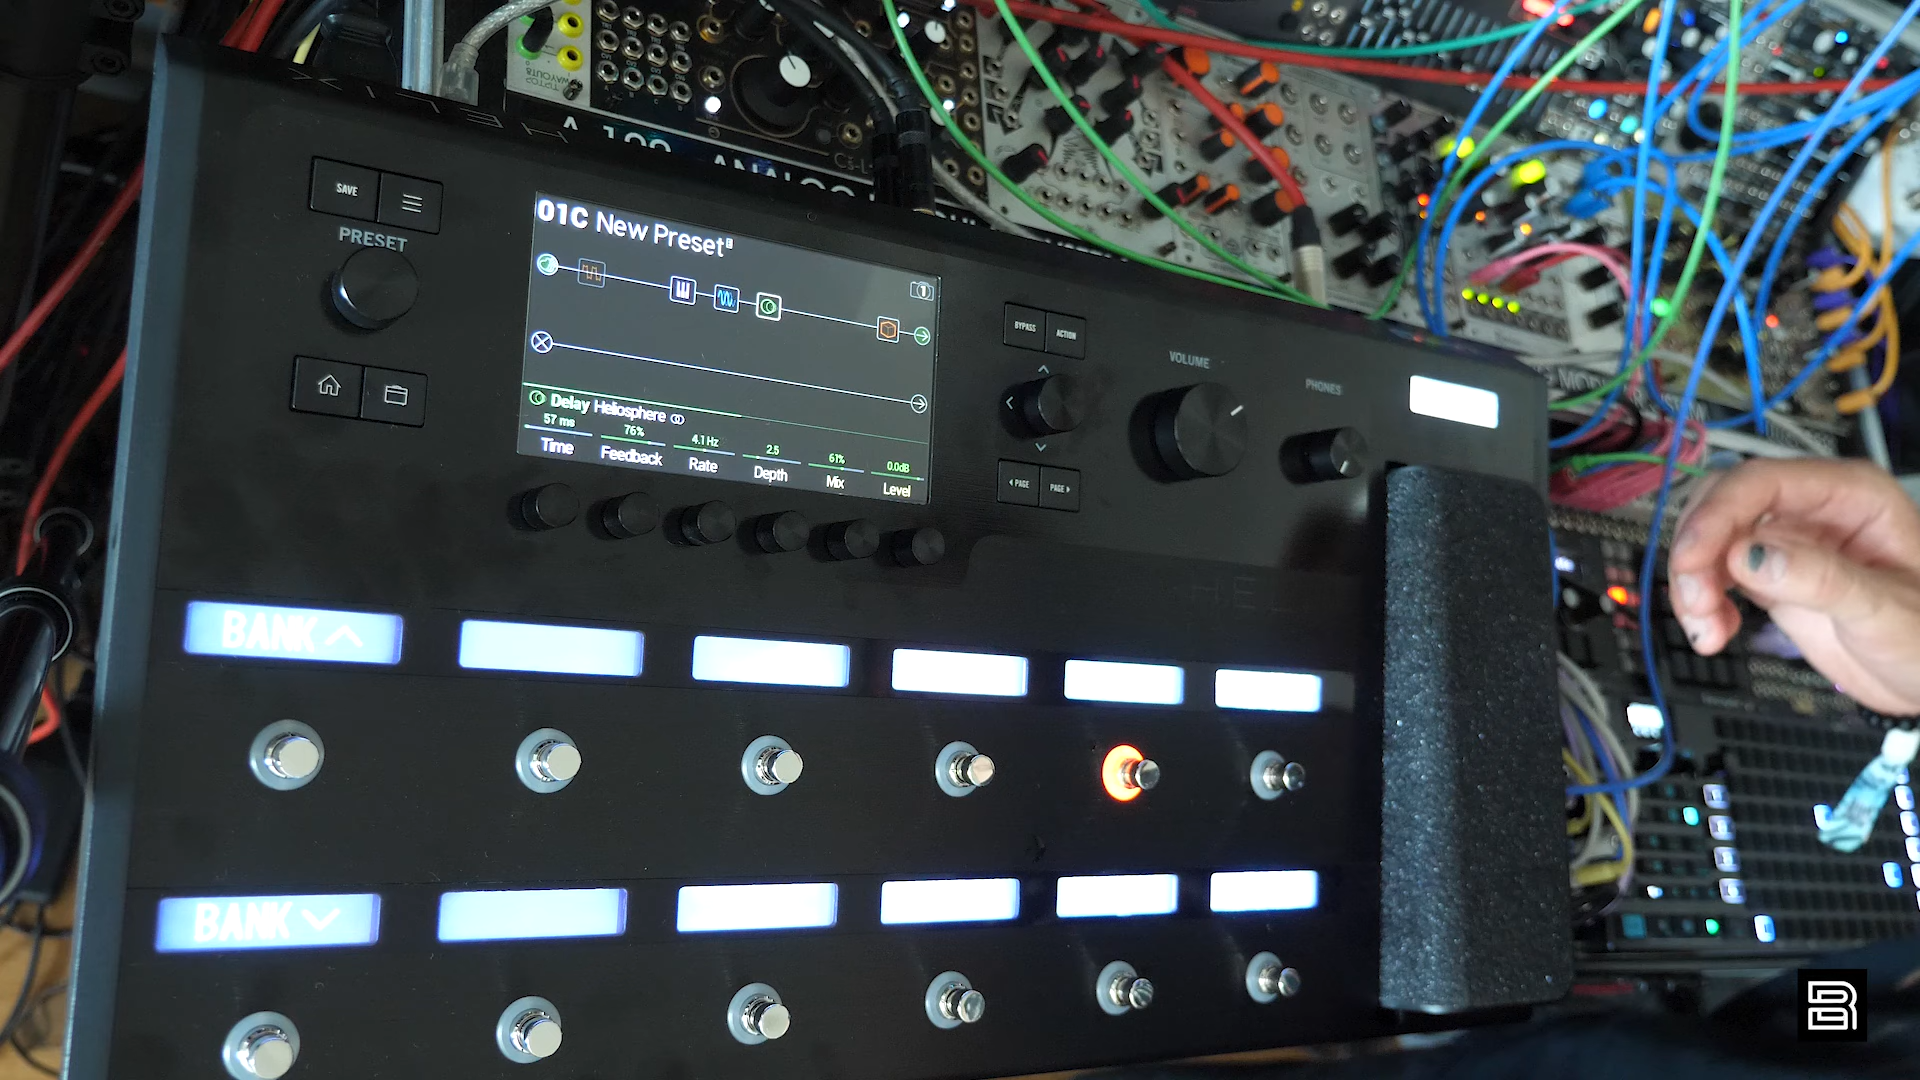 SAVE
PRESET
01C New Preset
Delay Heliosphere
57 ms 76% 4.1 Hz 2.5 61% 0.0dB
Time Feedback Rate Depth Mix Level
BYPASS ACTION
PAGE PAGE
VOLUME
PHONES
BANK
BANK